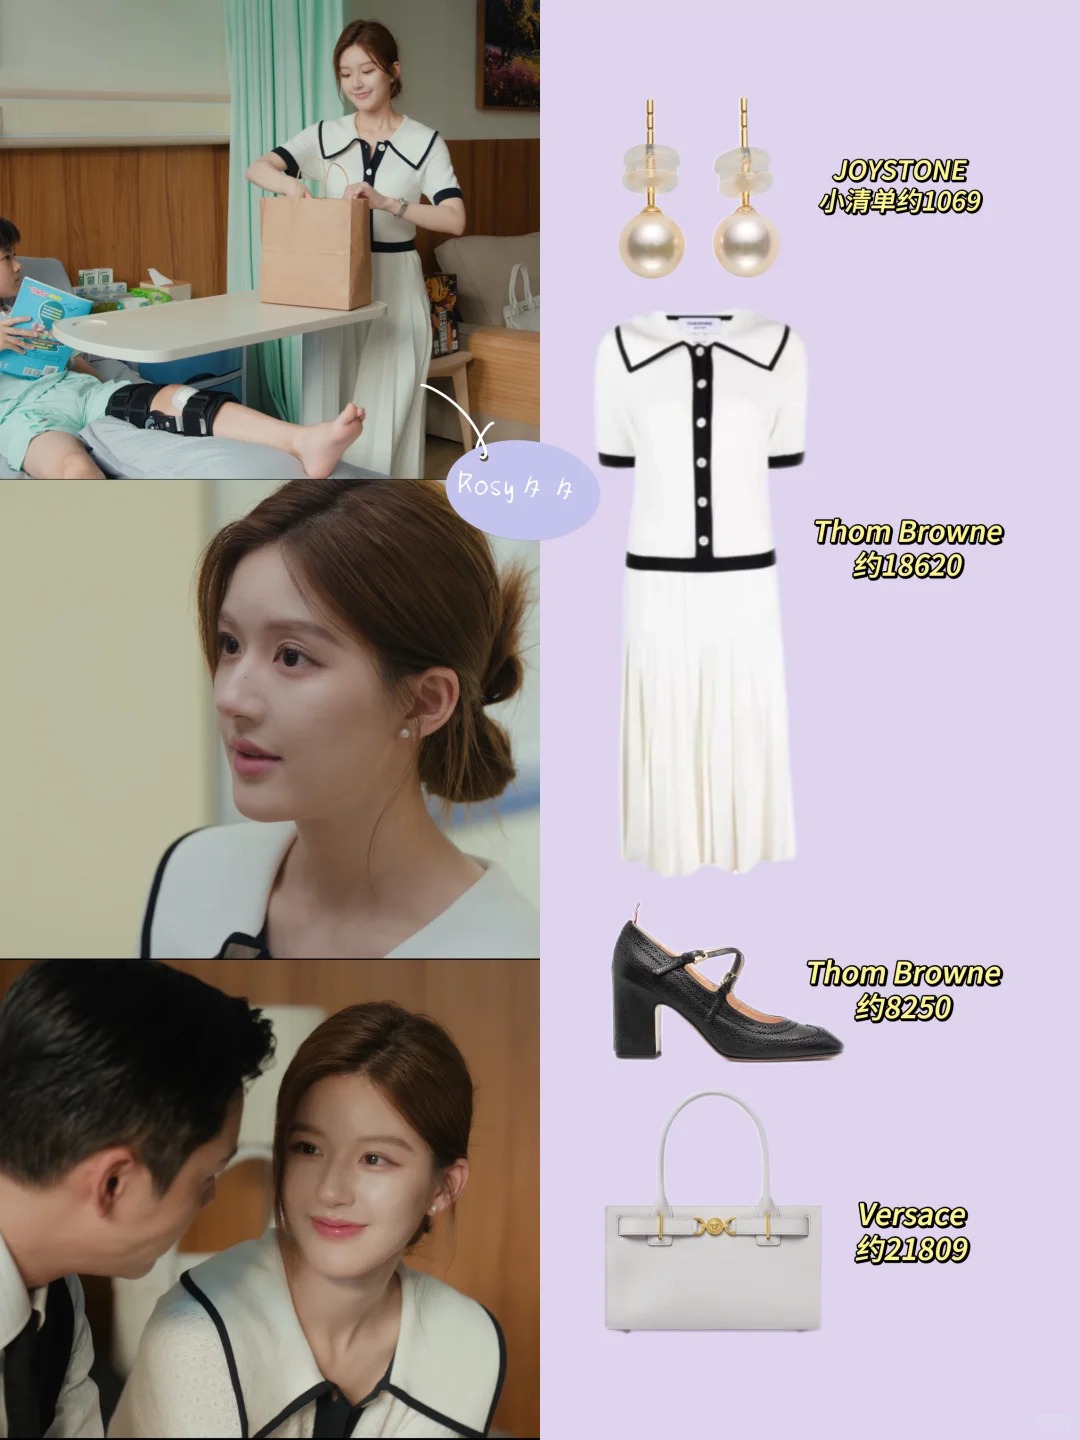 JOYSTONE
小清单约1069
Rosy夕夕
Thom Browne
约18620
Thom Browne
约8250
Versace
约21809